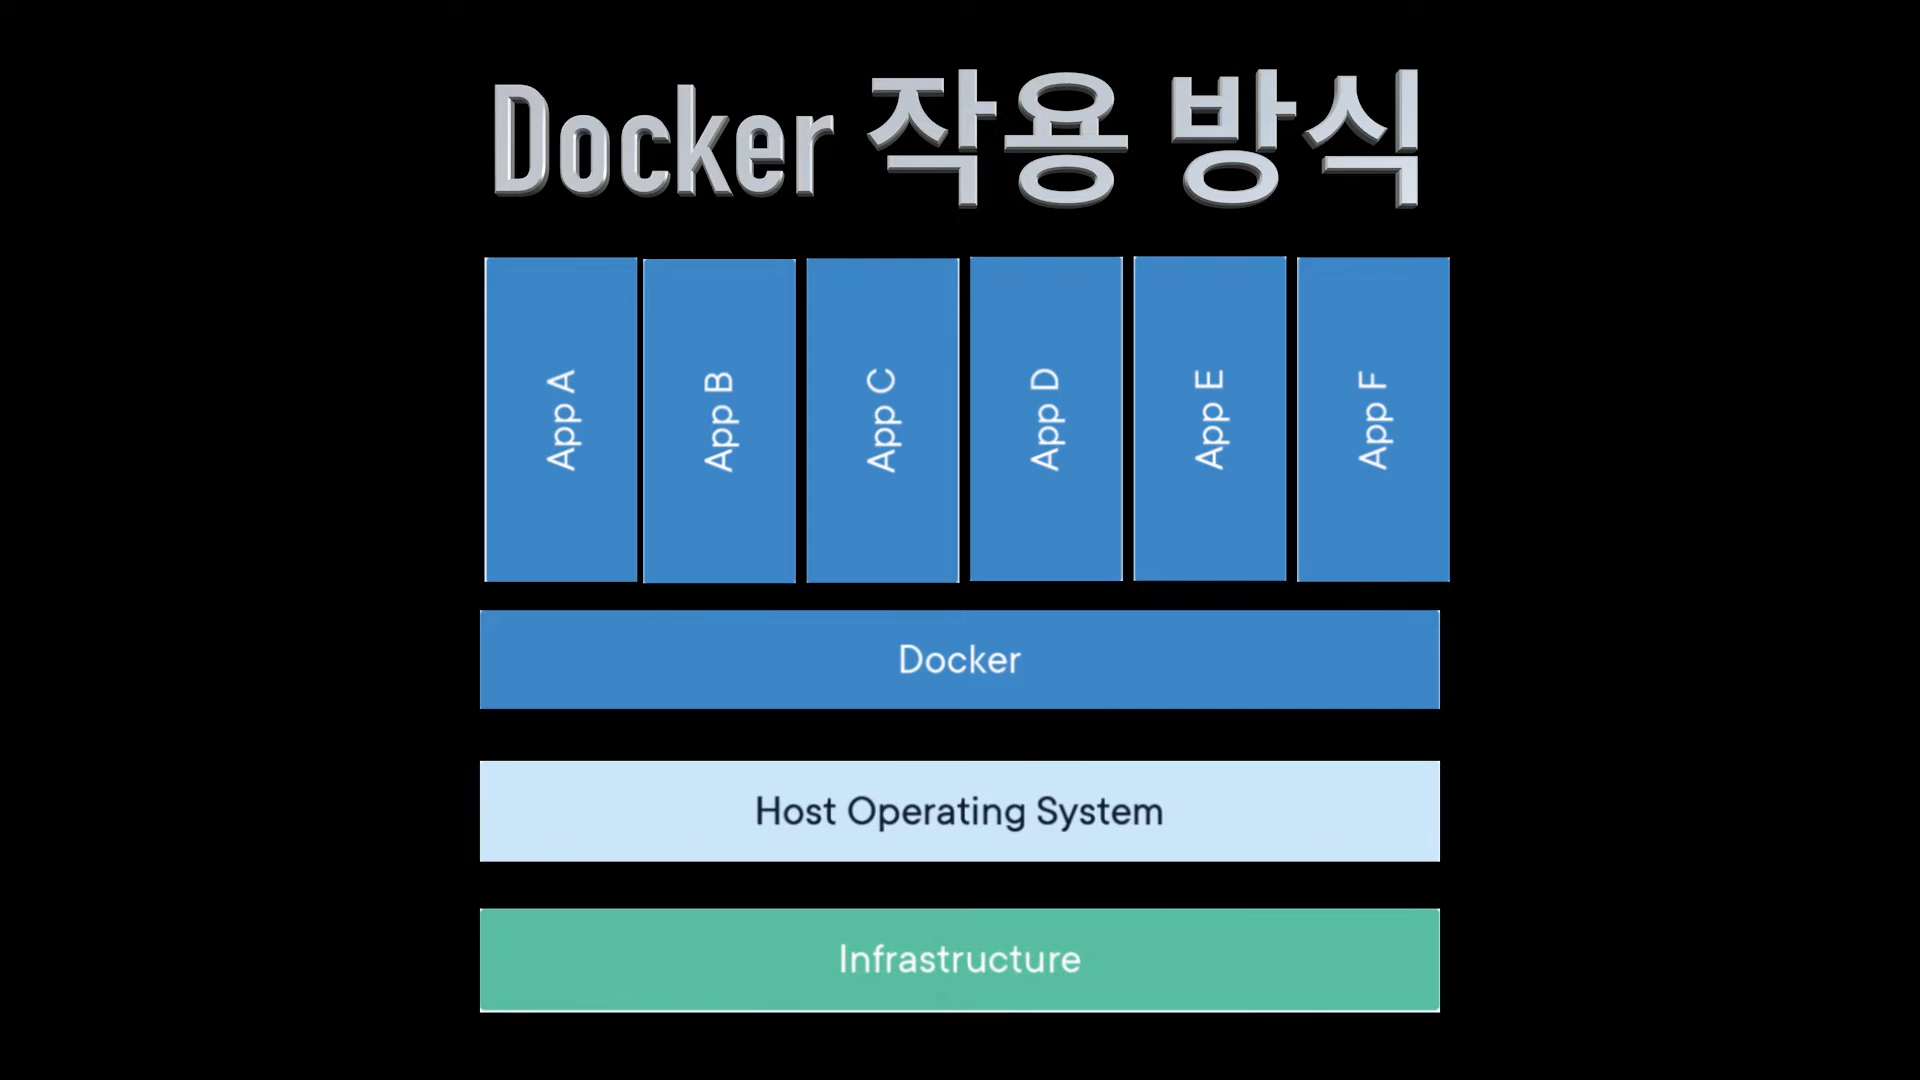 Docker 작용 방식
App A
App B
App C
App D
App E
App F
Docker
Host Operating System
Infrastructure